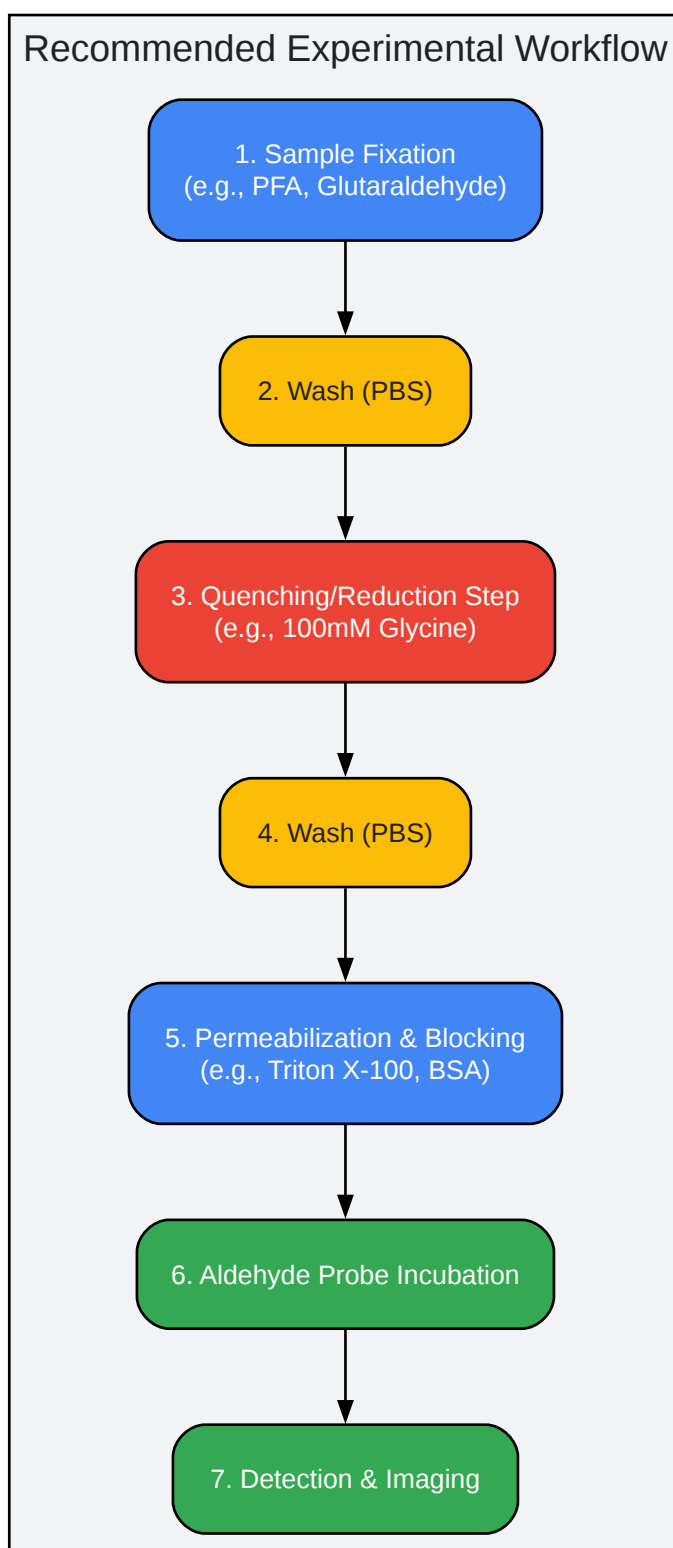 Recommended Experimental Workflow
1. Sample Fixation
(e.g., PFA, Glutaraldehyde)
2. Wash (PBS)
3. Quenching/Reduction Step
(e.g., 100mM Glycine)
4. Wash (PBS)
5. Permeabilization & Blocking
(e.g., Triton X-100, BSA)
6. Aldehyde Probe Incubation
7. Detection & Imaging